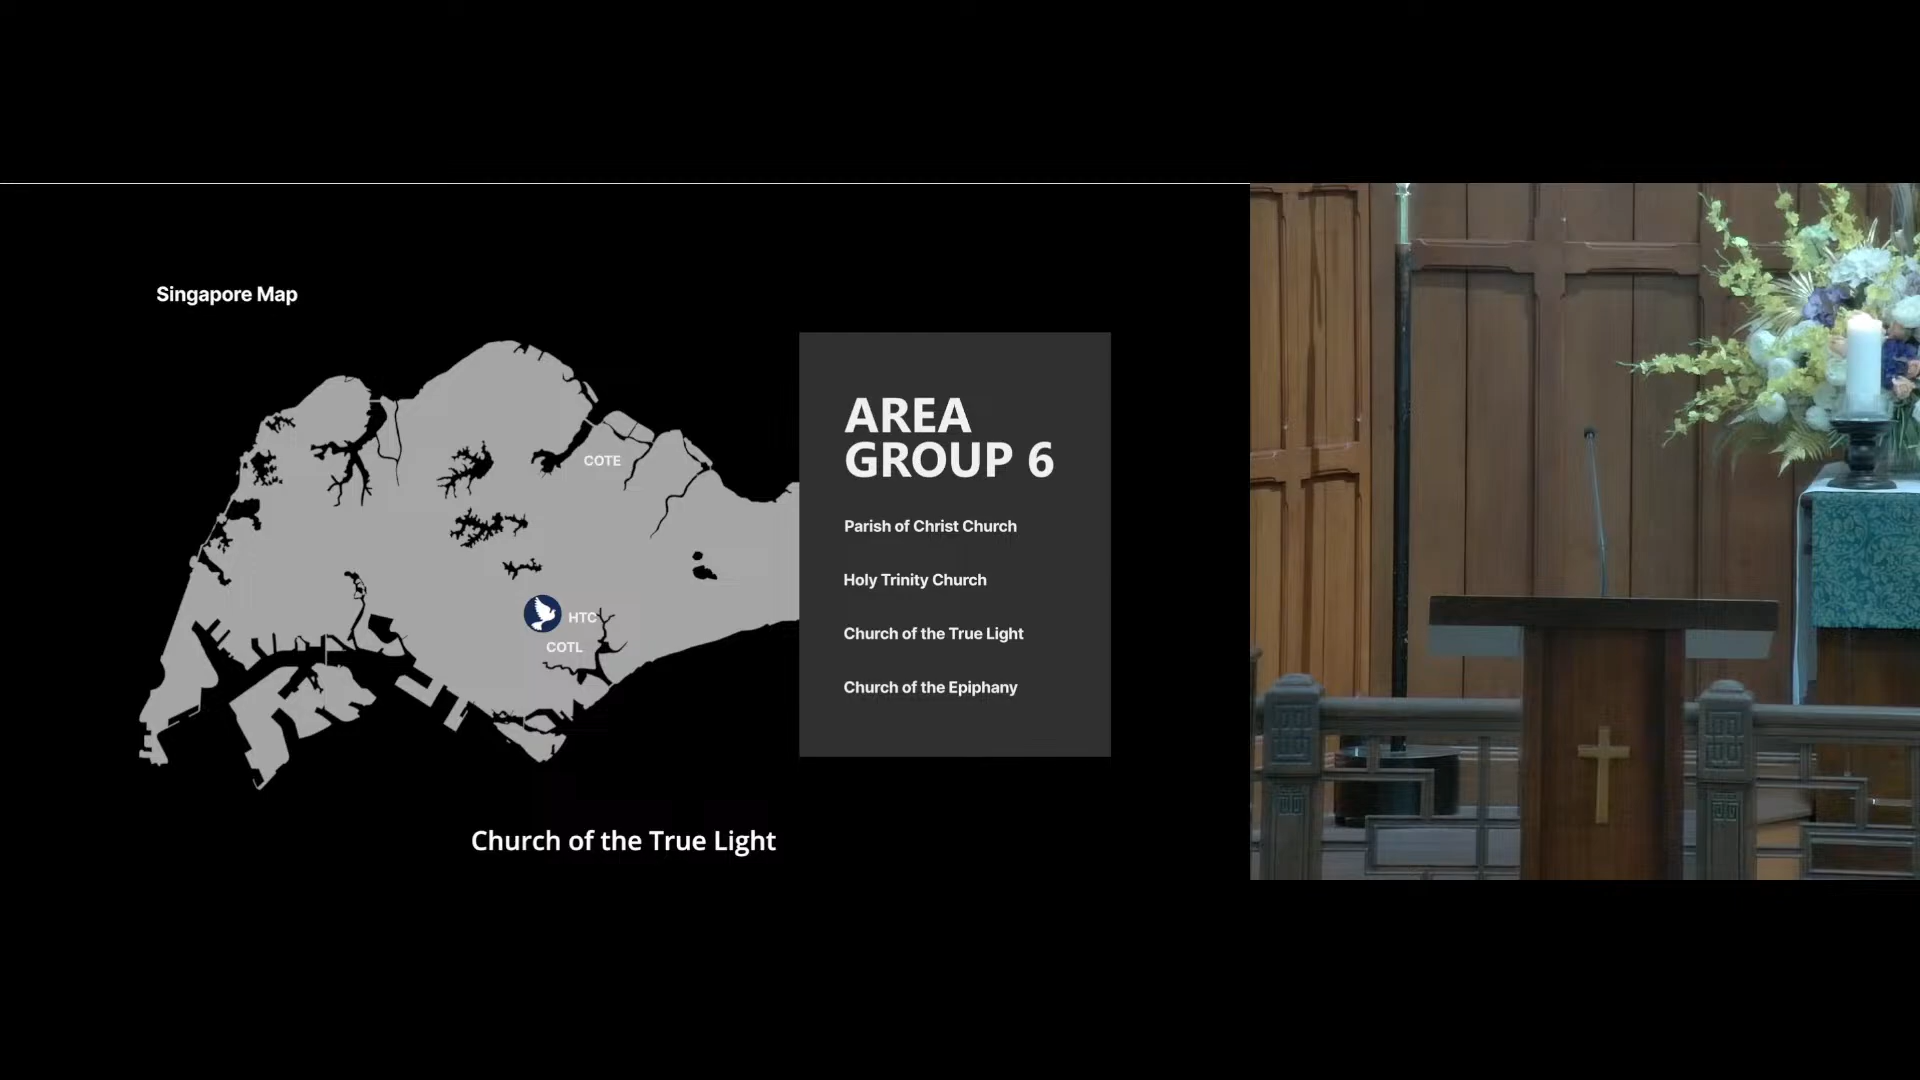 Singapore Map
COTE
HTC
COTL
AREA
GROUP 6
Parish of Christ Church
Holy Trinity Church
Church of the True Light
Church of the Epiphany
Church of the True Light